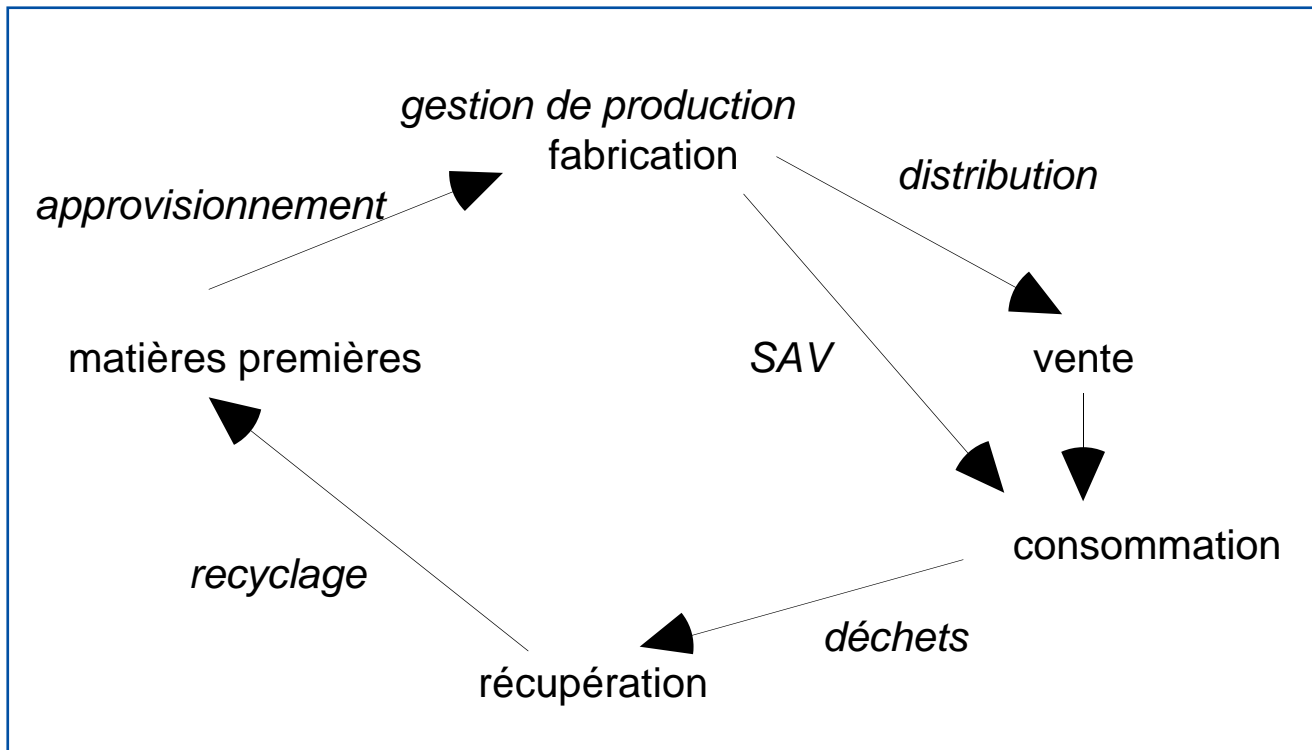 gestion de production
fabrication
distribution
approvisionnement
matières premières
SAV
vente
consommation
recyclage
déchets
récupération